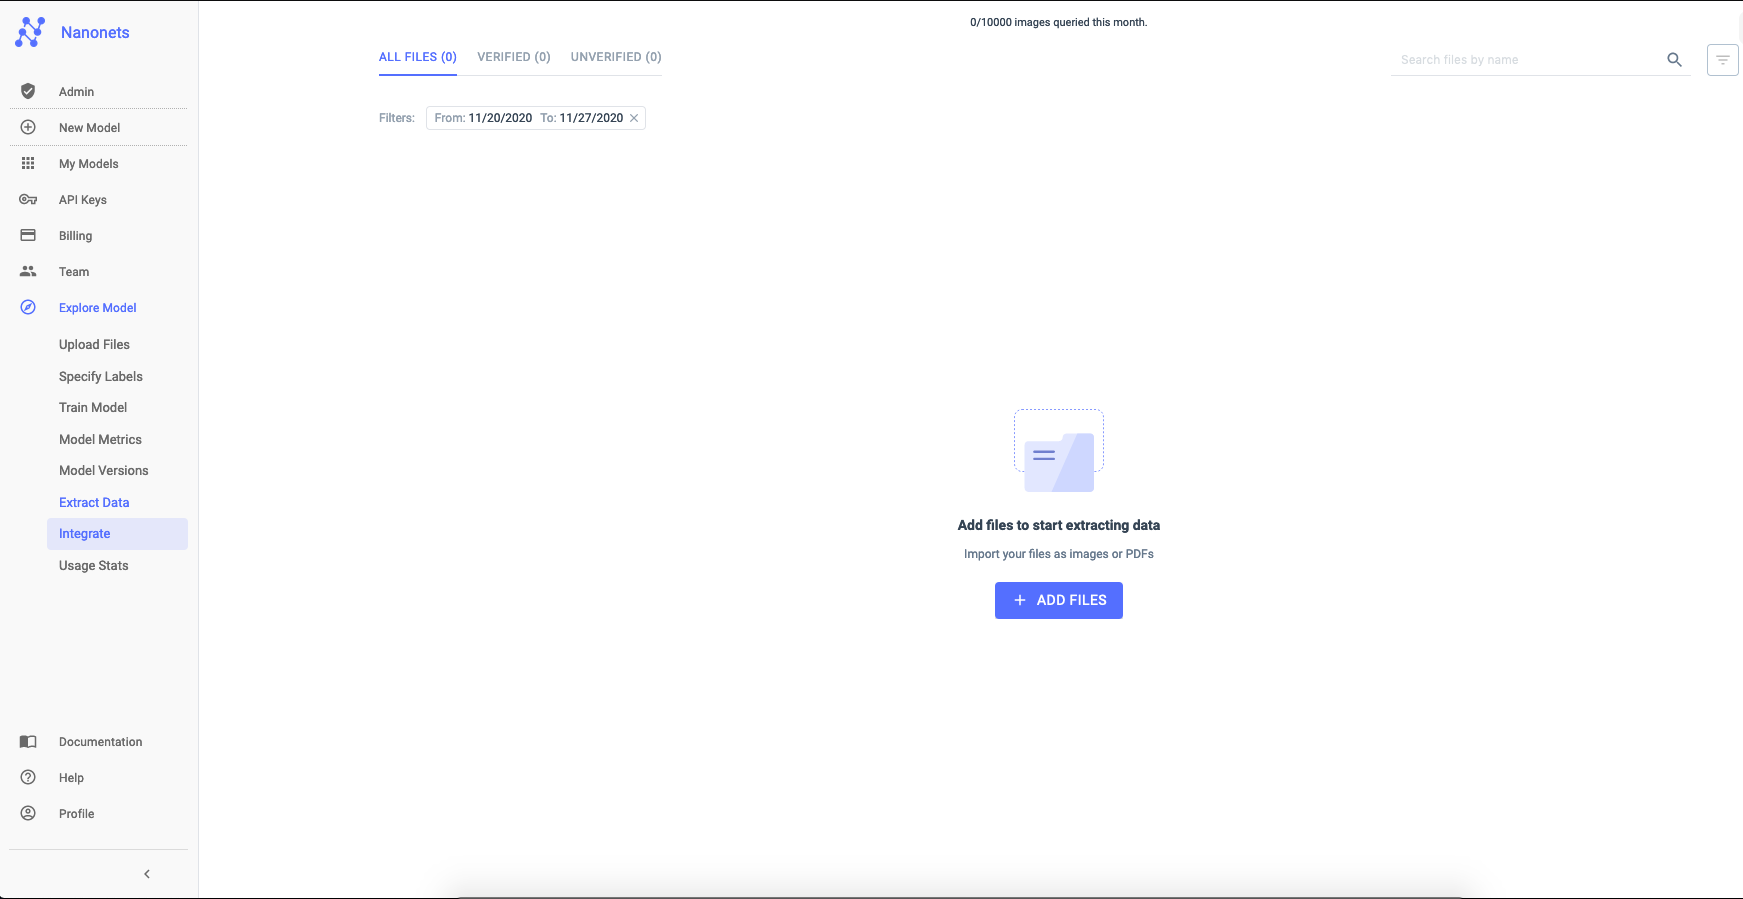 Nanonets
Admin
New Model
My Models
API Keys
Billing
Team
Explore Model
Upload Files
Specify Labels
Train Model
Model Metrics
Model Versions
Extract Data
Integrate
Usage Stats
Documentation
Help
Profile
0/10000 images queried this month.
ALL FILES (0) VERIFIED (0) UNVERIFIED (0)
Search files by name
Filters: From: 11/20/2020 To: 11/27/2020
Add files to start extracting data
Import your files as images or PDFs
ADD FILES